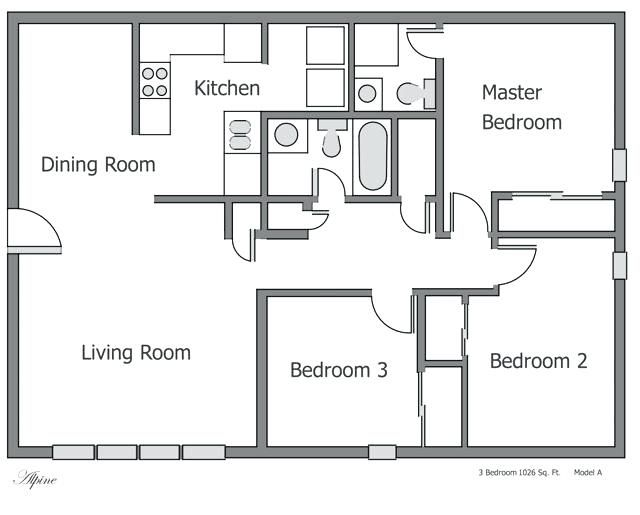 Kitchen
Master
Bedroom
Dining Room
Living Room
Bedroom 3
Bedroom 2
3 Bedroom 1026 Sq. Ft. Model A
Alpine